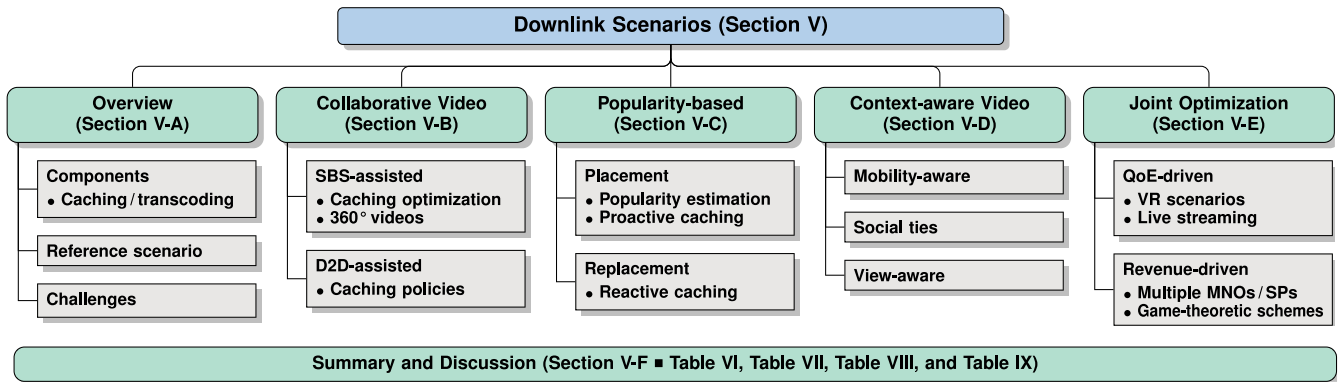 Downlink Scenarios (Section V)
Overview
(Section V-A)
Components
• Caching / transcoding
Reference scenario
Challenges
Collaborative Video
(Section V-B)
SBS-assisted
• Caching optimization
• 360° videos
D2D-assisted
• Caching policies
Popularity-based
(Section V-C)
Placement
• Popularity estimation
• Proactive caching
Replacement
• Reactive caching
Context-aware Video
(Section V-D)
Mobility-aware
Social ties
View-aware
Joint Optimization
(Section V-E)
QoE-driven
• VR scenarios
• Live streaming
Revenue-driven
• Multiple MNOs / SPs
• Game-theoretic schemes
Summary and Discussion (Section V-F ▪ Table VI, Table VII, Table VIII, and Table IX)